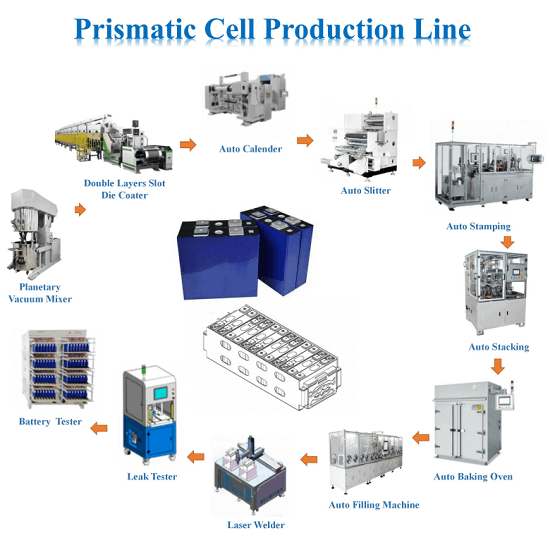 Prismatic Cell Production Line
Auto Calender
Double Layers Slot
Die Coater
Auto Slitter
Auto Stamping
Planetary
Vacuum Mixer
Auto Stacking
Battery Tester
Leak Tester
Auto Baking Oven
Auto Filling Machine
Laser Welder